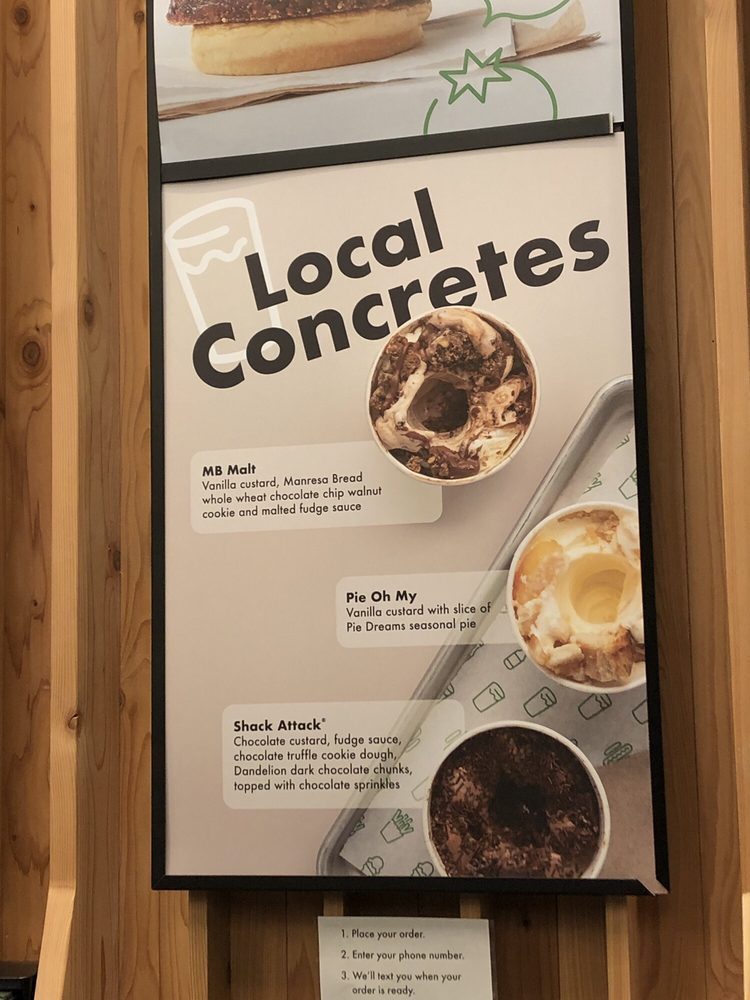 Local
Concretes
MB Malt
Vanilla custard, Manresa Bread
whole wheat chocolate chip walnut
cookie and malted fudge sauce
Pie Oh My
Vanilla custard with slice of
Pie Dreams seasonal pie
Shack Attack®
Chocolate custard, fudge sauce,
chocolate truffle cookie dough,
Dandelion dark chocolate chunks,
topped with chocolate sprinkles
1. Place your order.
2. Enter your phone number.
3. We'll text you when your
order is ready.